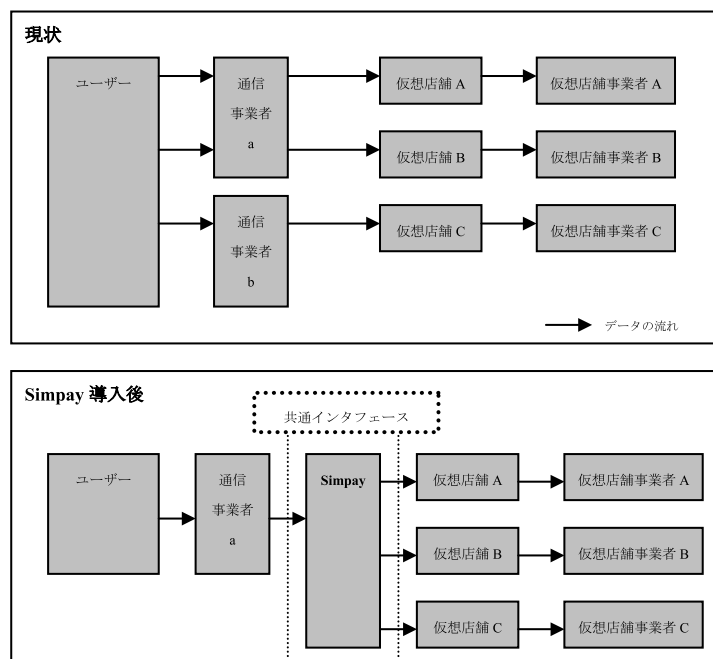 現状
ユーザー
通信
事業者
a
仮想店舗 A
仮想店舗事業者 A
仮想店舗 B
仮想店舗事業者 B
通信
事業者
b
仮想店舗 C
仮想店舗事業者 C
データの流れ
Simpay 導入後
共通インタフェース
ユーザー
通信
事業者
a
Simpay
仮想店舗 A
仮想店舗事業者 A
仮想店舗 B
仮想店舗事業者 B
仮想店舗 C
仮想店舗事業者 C